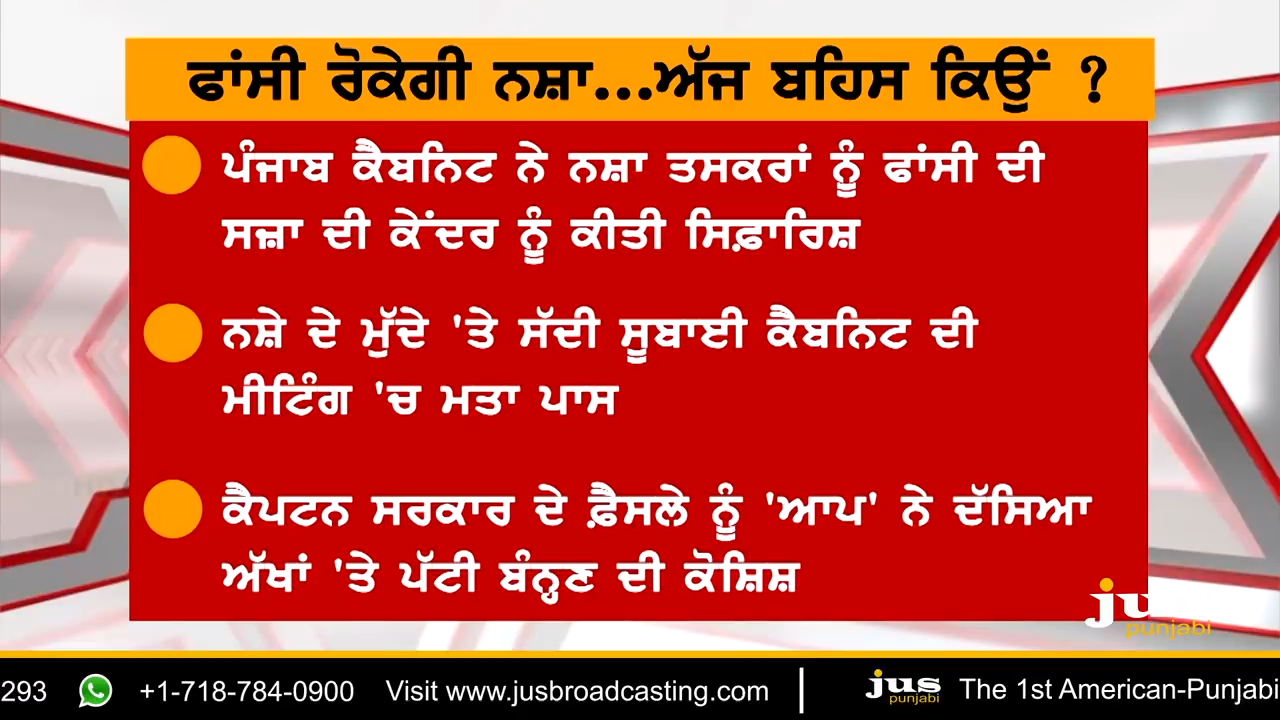 ਫਾਂਸੀ ਰੋਕੇਗੀ ਨਸ਼ਾ...ਅੱਜ ਬਹਿਸ ਕਿਉਂ ?
ਪੰਜਾਬ ਕੈਬਨਿਟ ਨੇ ਨਸ਼ਾ ਤਸਕਰਾਂ ਨੂੰ ਫਾਂਸੀ ਦੀ
ਸਜ਼ਾ ਦੀ ਕੇਂਦਰ ਨੂੰ ਕੀਤੀ ਸਿਫ਼ਾਰਿਸ਼
ਨਸ਼ੇ ਦੇ ਮੁੱਦੇ 'ਤੇ ਸੱਦੀ ਸੂਬਾਈ ਕੈਬਨਿਟ ਦੀ
ਮੀਟਿੰਗ 'ਚ ਮਤਾ ਪਾਸ
ਕੈਪਟਨ ਸਰਕਾਰ ਦੇ ਫ਼ੈਸਲੇ ਨੂੰ 'ਆਪ' ਨੇ ਦੱਸਿਆ
ਅੱਖਾਂ 'ਤੇ ਪੱਟੀ ਬੰਨ੍ਹਣ ਦੀ ਕੋਸ਼ਿਸ਼
jus
punjabi
293 +1-718-784-0900 Visit www.jusbroadcasting.com | jus punjabi The 1st American-Punjabi